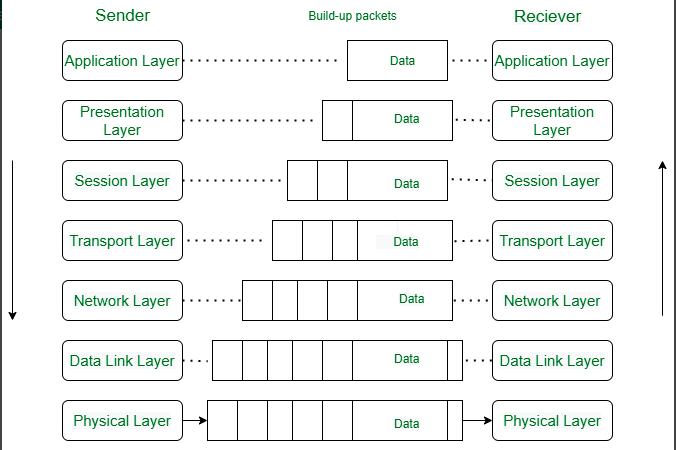 Sender Build-up packets Reciever
Application Layer Data Application Layer
Presentation
Layer
Data
Presentation
Layer
Session Layer Data Session Layer
Transport Layer Data Transport Layer
Network Layer Data Network Layer
Data Link Layer Data Data Link Layer
Physical Layer Data Physical Layer